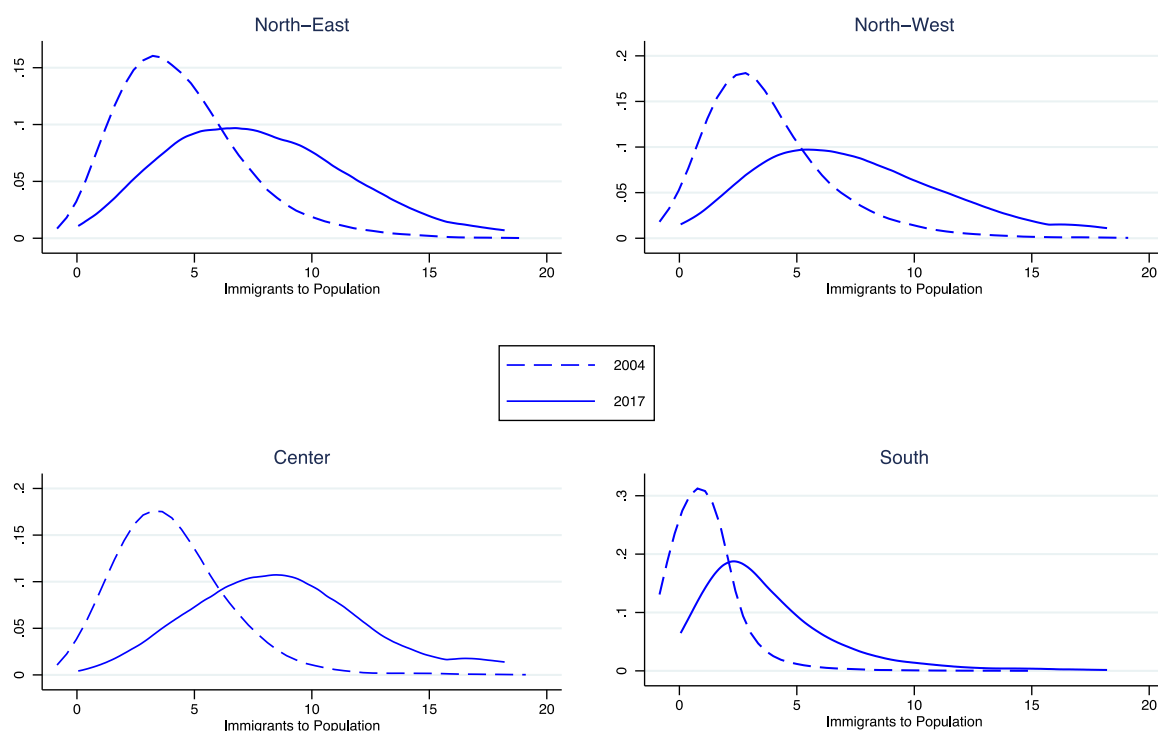 North-East
.15
.1
.05
0
0 5 10 15 20
Immigrants to Population
North-West
.2
.15
.1
.05
0
0 5 10 15 20
Immigrants to Population
2004
2017
Center
.2
.15
.1
.05
0
0 5 10 15 20
Immigrants to Population
South
.3
.2
.1
0
0 5 10 15 20
Immigrants to Population